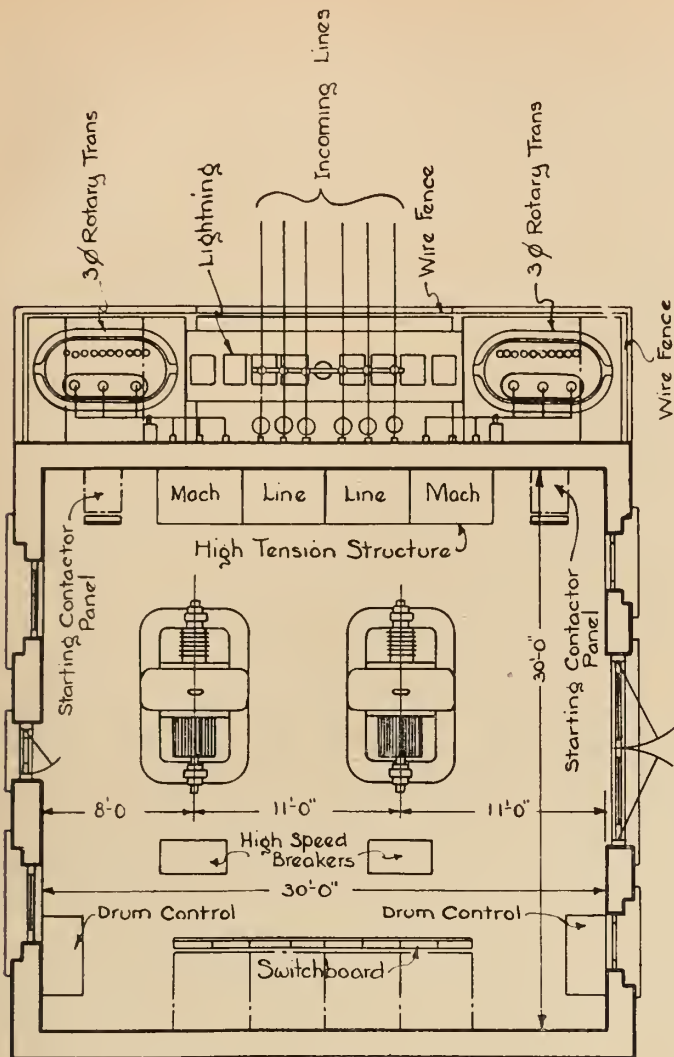 3Ø Rotary Trans
Lightning
Incoming Lines
Wire Fence
3Ø Rotary Trans
Wire Fence
Mach
Line
Line
Mach
High Tension Structure
Starting Contactor
Panel
Starting Contactor
Panel
30'-0"
8'-0
11'-0"
11'-0"
High Speed
Breakers
30'-0"
Drum Control
Drum Control
Switchboard